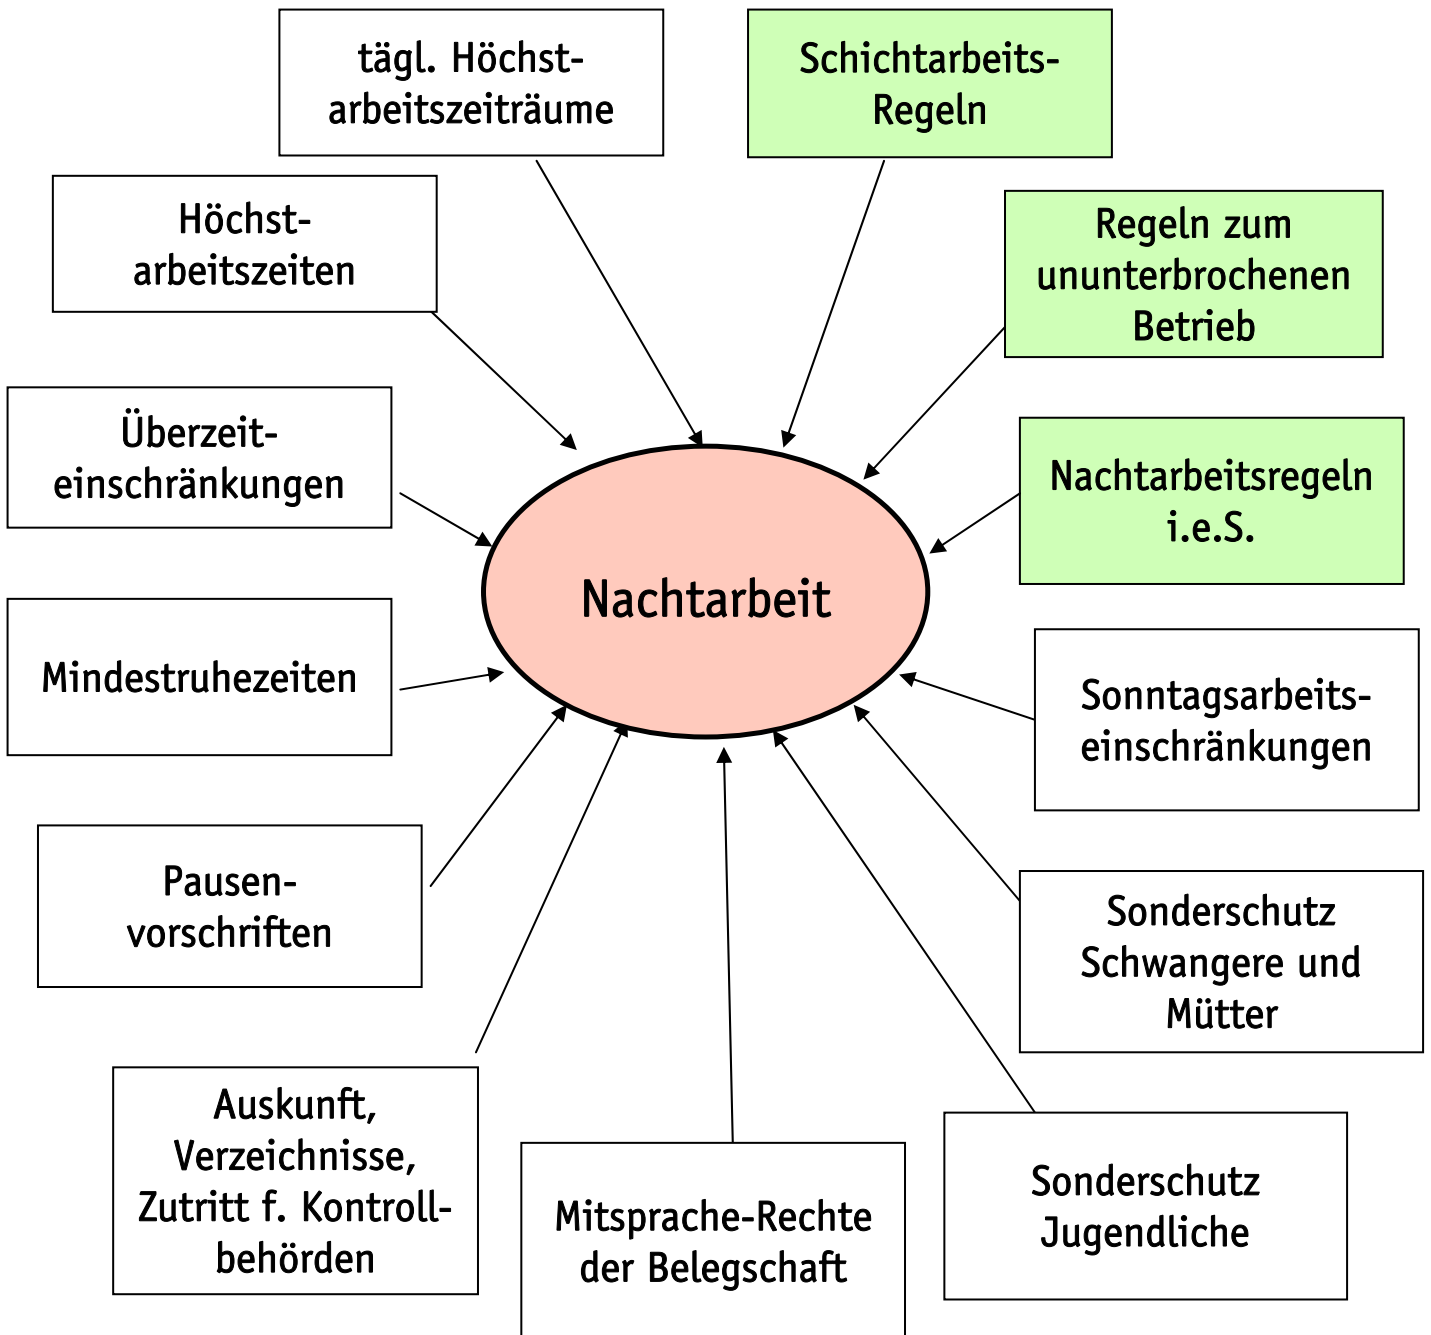 tägl. Höchst-
arbeitszeiträume
Schichtarbeits-
Regeln
Höchst-
arbeitszeiten
Regeln zum
ununterbrochenen
Betrieb
Überzeit-
einschränkungen
Nachtarbeitsregeln
i.e.S.
Nachtarbeit
Mindestruhezeiten
Sonntagsarbeits-
einschränkungen
Pausen-
vorschriften
Sonderschutz
Schwangere und
Mütter
Auskunft,
Verzeichnisse,
Zutritt f. Kontroll-
behörden
Mitsprache-Rechte
der Belegschaft
Sonderschutz
Jugendliche